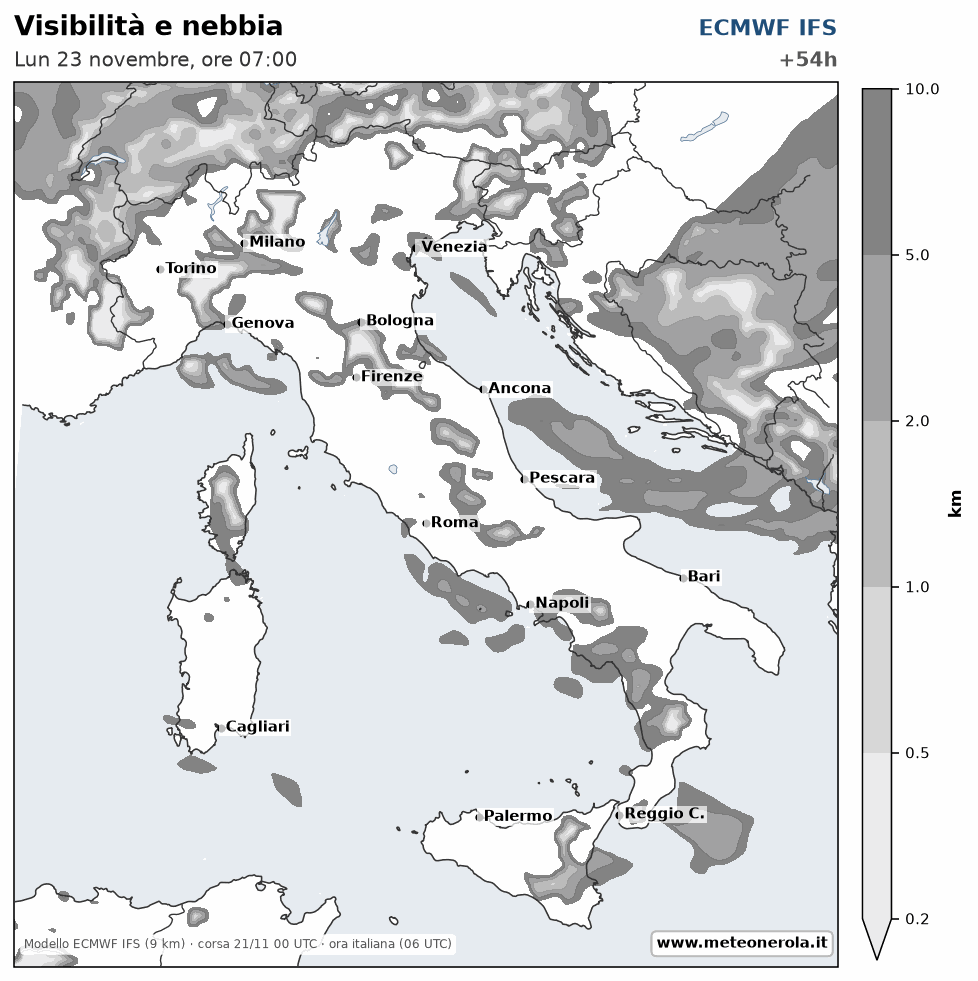 Visibilità e nebbia
ECMWF IFS
Lun 23 novembre, ore 07:00
+54h
10.0
5.0
2.0
1.0
0.5
0.2
km
Milano
Venezia
Torino
Genova
Bologna
Firenze
Ancona
Pescara
Roma
Bari
Napoli
Cagliari
Palermo
Reggio C.
Modello ECMWF IFS (9 km) · corsa 21/11 00 UTC · ora italiana (06 UTC)
www.meteonerola.it